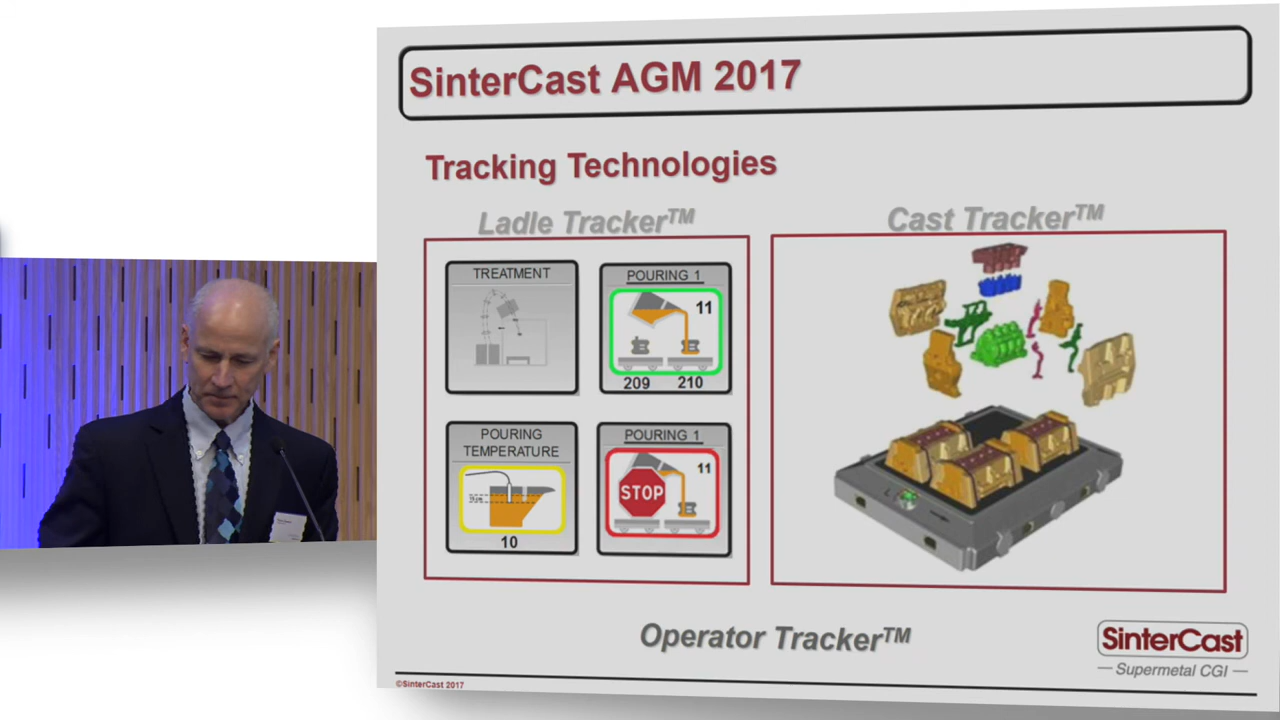 SinterCast AGM 2017
Tracking Technologies
Ladle Tracker™
Cast Tracker™
TREATMENT
POURING 1
11
209 210
POURING
TEMPERATURE
10
POURING 1
11
STOP
Operator Tracker™
SinterCast
— Supermetal CGI —
©SinterCast 2017